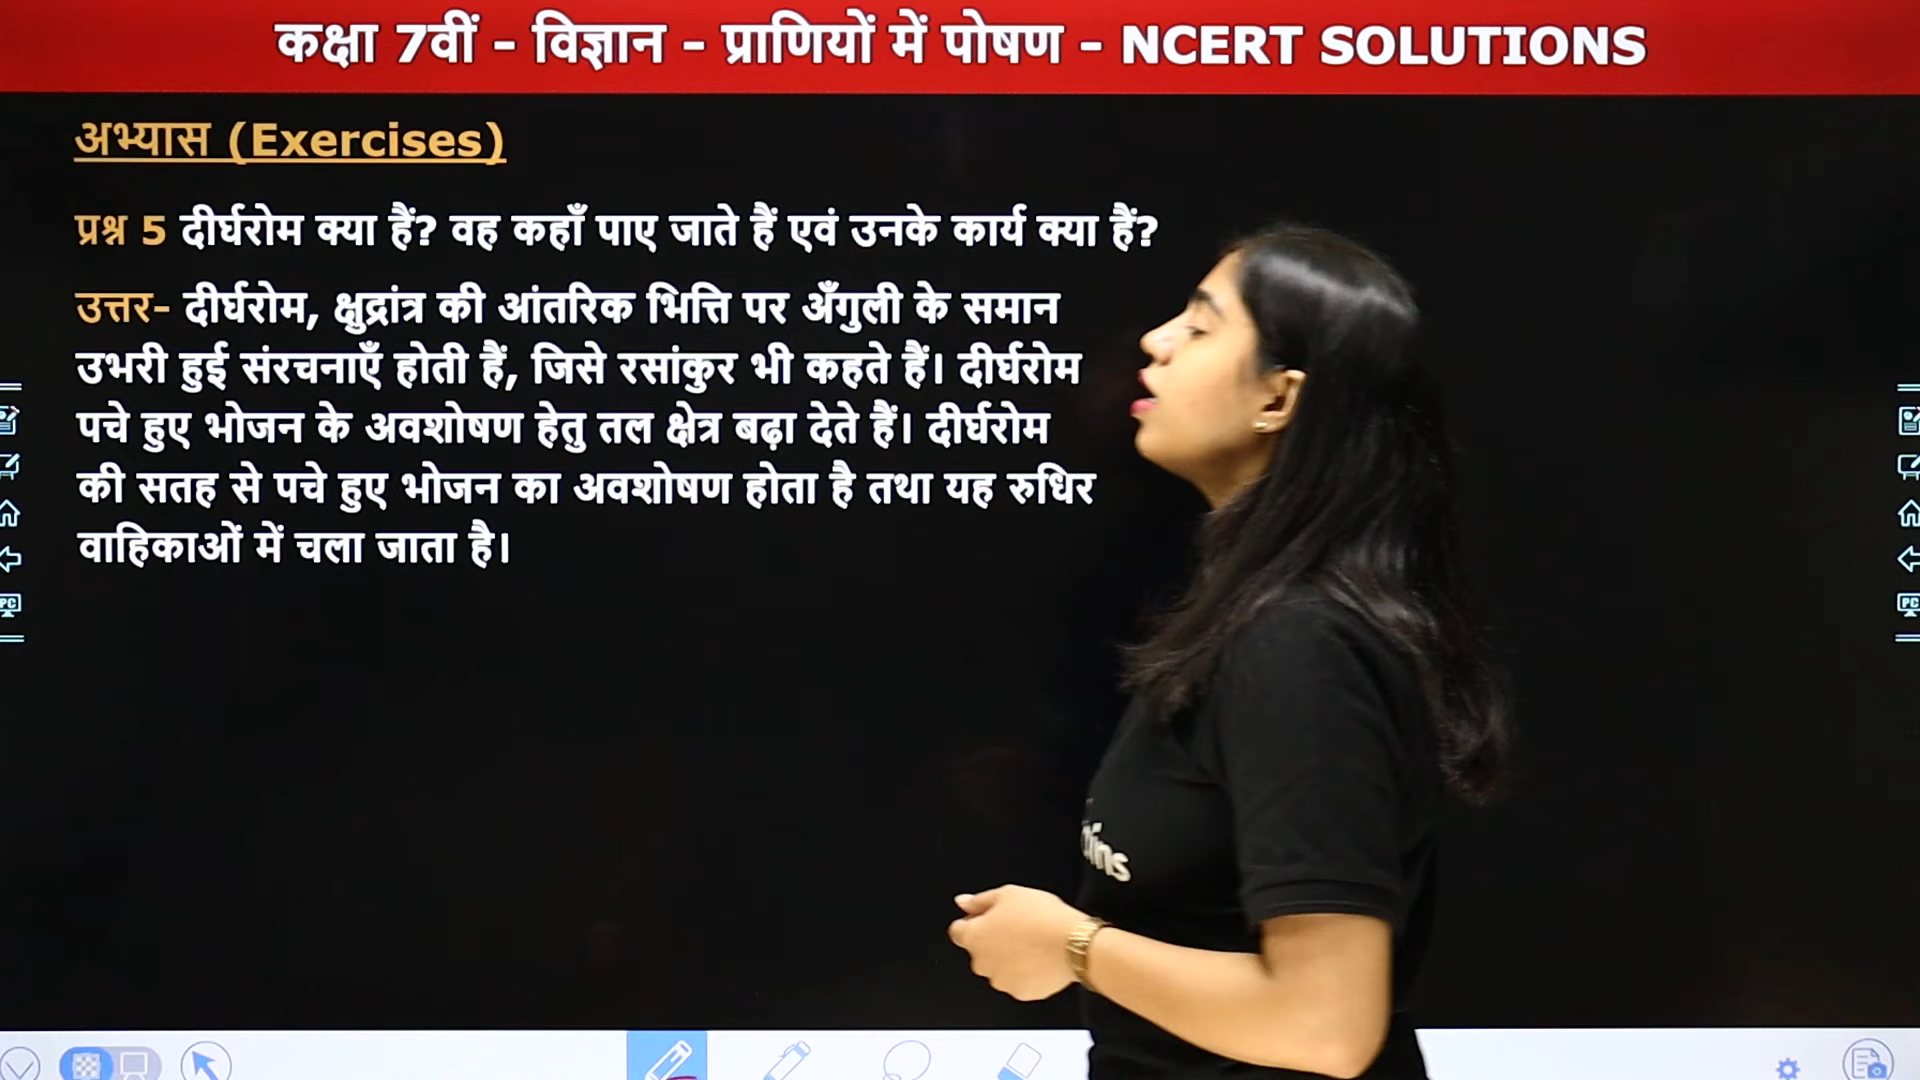 कक्षा 7वीं - विज्ञान - प्राणियों में पोषण - NCERT SOLUTIONS
अभ्यास (Exercises)
प्रश्न 5 दीर्घरोम क्या हैं? वह कहाँ पाए जाते हैं एवं उनके कार्य क्या हैं?
उत्तर- दीर्घरोम, क्षुद्रांत्र की आंतरिक भित्ति पर अँगुली के समान
उभरी हुई संरचनाएँ होती हैं, जिसे रसांकुर भी कहते हैं। दीर्घरोम
पचे हुए भोजन के अवशोषण हेतु तल क्षेत्र बढ़ा देते हैं। दीर्घरोम
की सतह से पचे हुए भोजन का अवशोषण होता है तथा यह रुधिर
वाहिकाओं में चला जाता है।
PC
PC